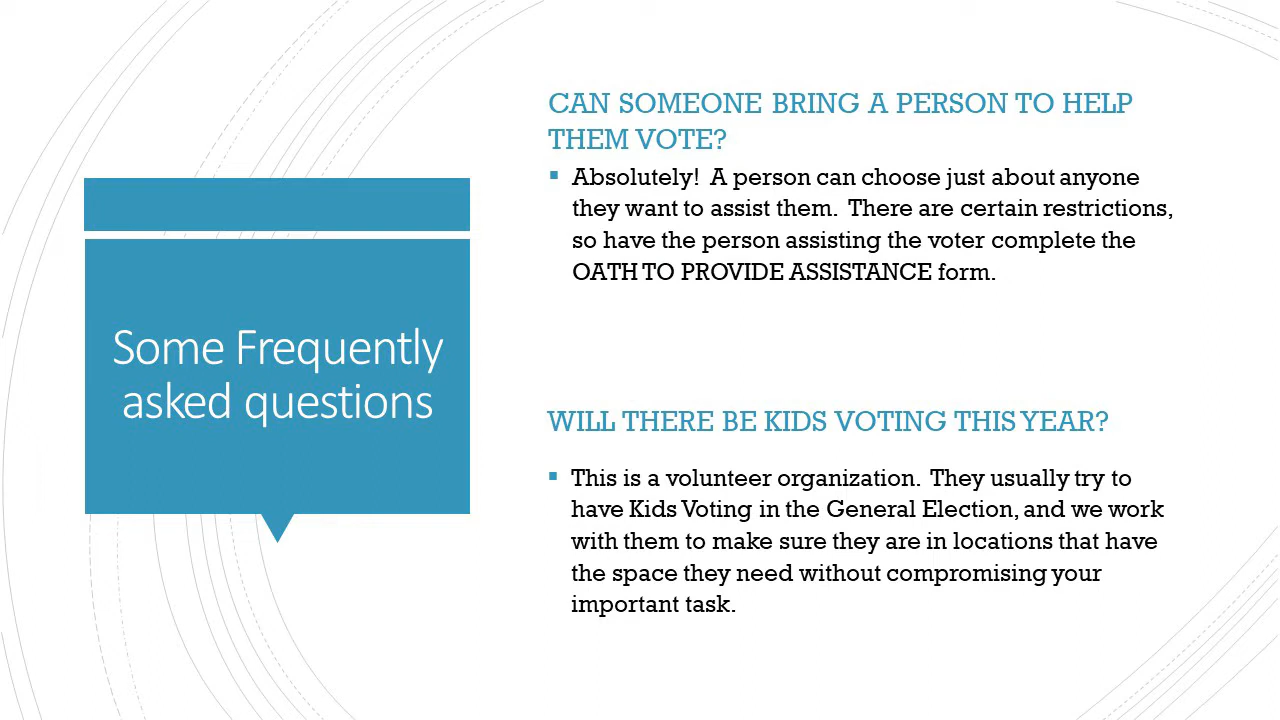 Some Frequently
asked questions
CAN SOMEONE BRING A PERSON TO HELP
THEM VOTE?
▪ Absolutely!  A person can choose just about anyone
they want to assist them.  There are certain restrictions,
so have the person assisting the voter complete the
OATH TO PROVIDE ASSISTANCE form.
WILL THERE BE KIDS VOTING THIS YEAR?
▪ This is a volunteer organization.  They usually try to
have Kids Voting in the General Election, and we work
with them to make sure they are in locations that have
the space they need without compromising your
important task.